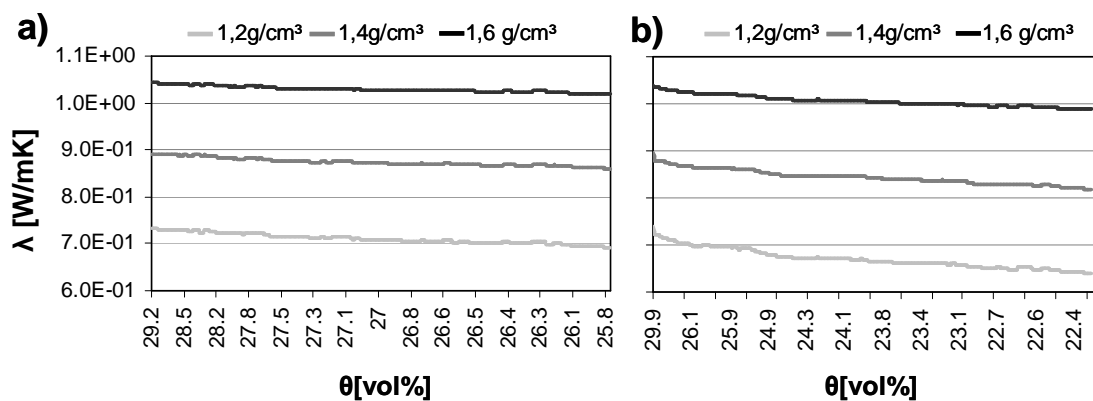 a)
1,2g/cm³ 1,4g/cm³ 1,6 g/cm³
b)
1,2g/cm³ 1,4g/cm³ 1,6 g/cm³
λ [W/mK]
1.1E+00
1.0E+00
9.0E-01
8.0E-01
7.0E-01
6.0E-01
29.2 28.5 28.2 27.8 27.5 27.3 27.1 27 26.8 26.6 26.5 26.4 26.3 26.1 25.8
θ[vol%]
29.9 26.1 25.9 24.9 24.3 24.1 23.8 23.4 23.1 22.7 22.6 22.4
θ[vol%]